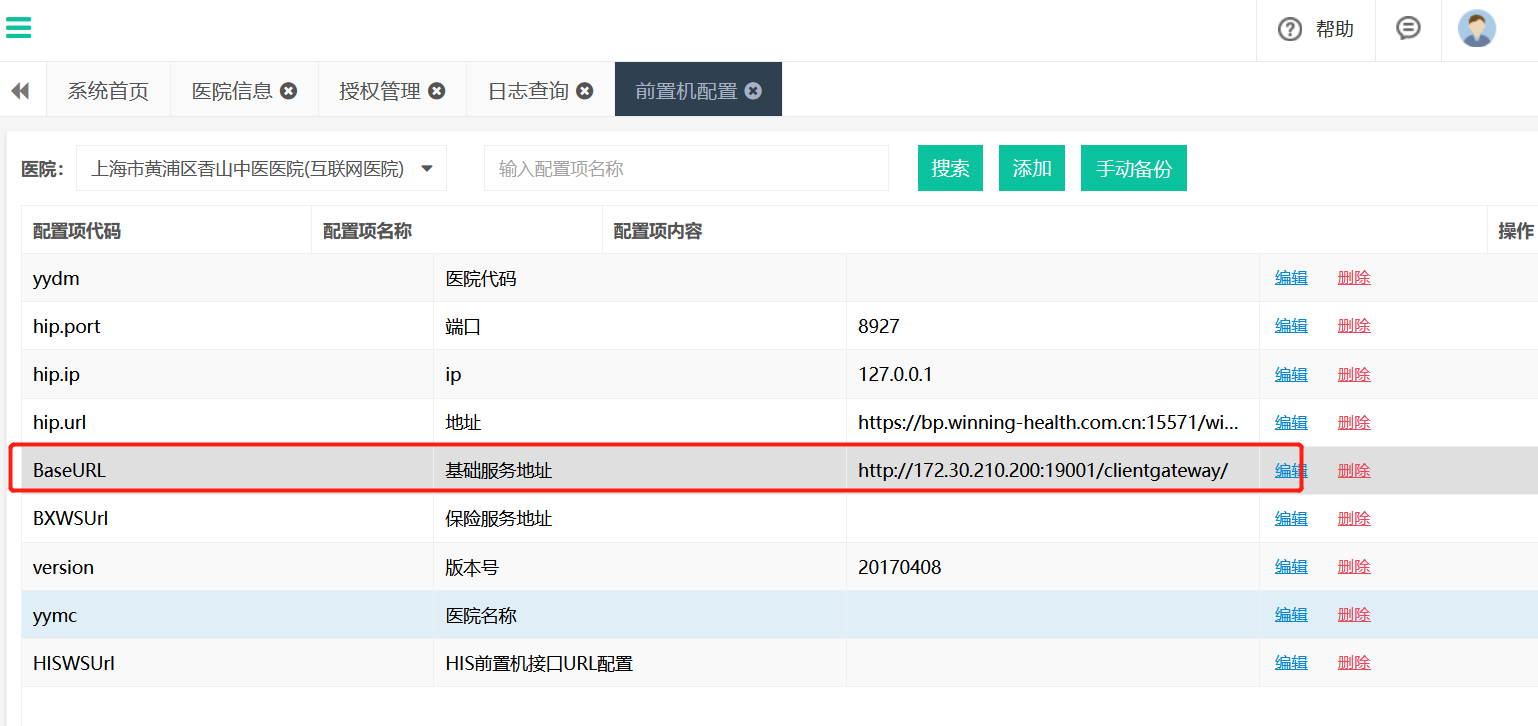 帮助
系统首页 医院信息 授权管理 日志查询 前置机配置
医院: 上海市黄浦区香山中医医院(互联网医院) 输入配置项名称 搜索 添加 手动备份
配置项代码 配置项名称 配置项内容 操作
yydm 医院代码 编辑 删除
hip.port 端口 8927 编辑 删除
hip.ip ip 127.0.0.1 编辑 删除
hip.url 地址 https://bp.winning-health.com.cn:15571/wi... 编辑 删除
BaseURL 基础服务地址 http://172.30.210.200:19001/clientgateway/ 编辑 删除
BXWSUrl 保险服务地址 编辑 删除
version 版本号 20170408 编辑 删除
yymc 医院名称 编辑 删除
HISWSUrl HIS前置机接口URL配置 编辑 删除